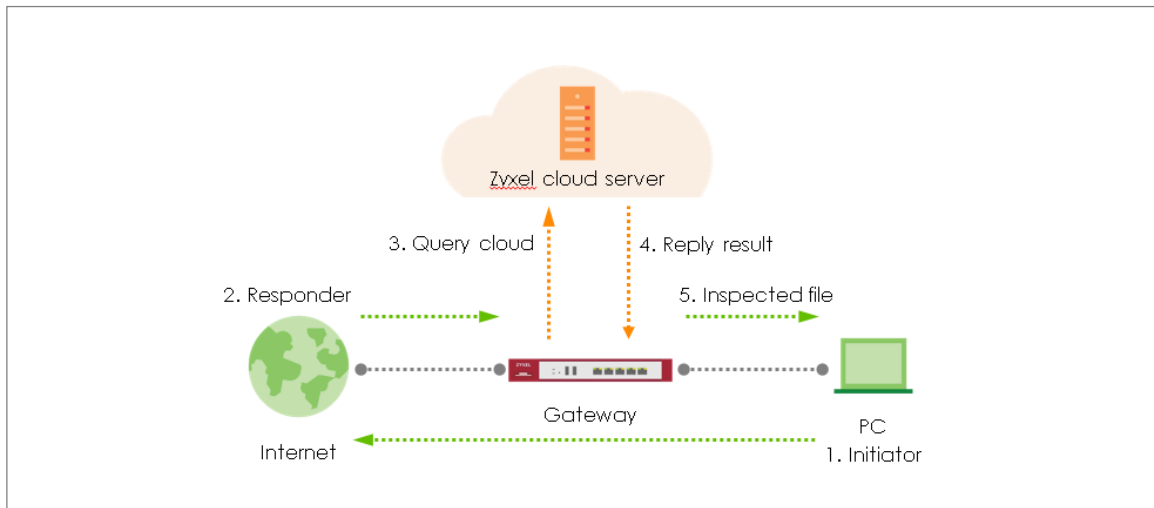 Zyxel cloud server
3. Query cloud
4. Reply result
2. Responder
5. Inspected file
ZYXEL
Gateway
Internet
PC
1. Initiator